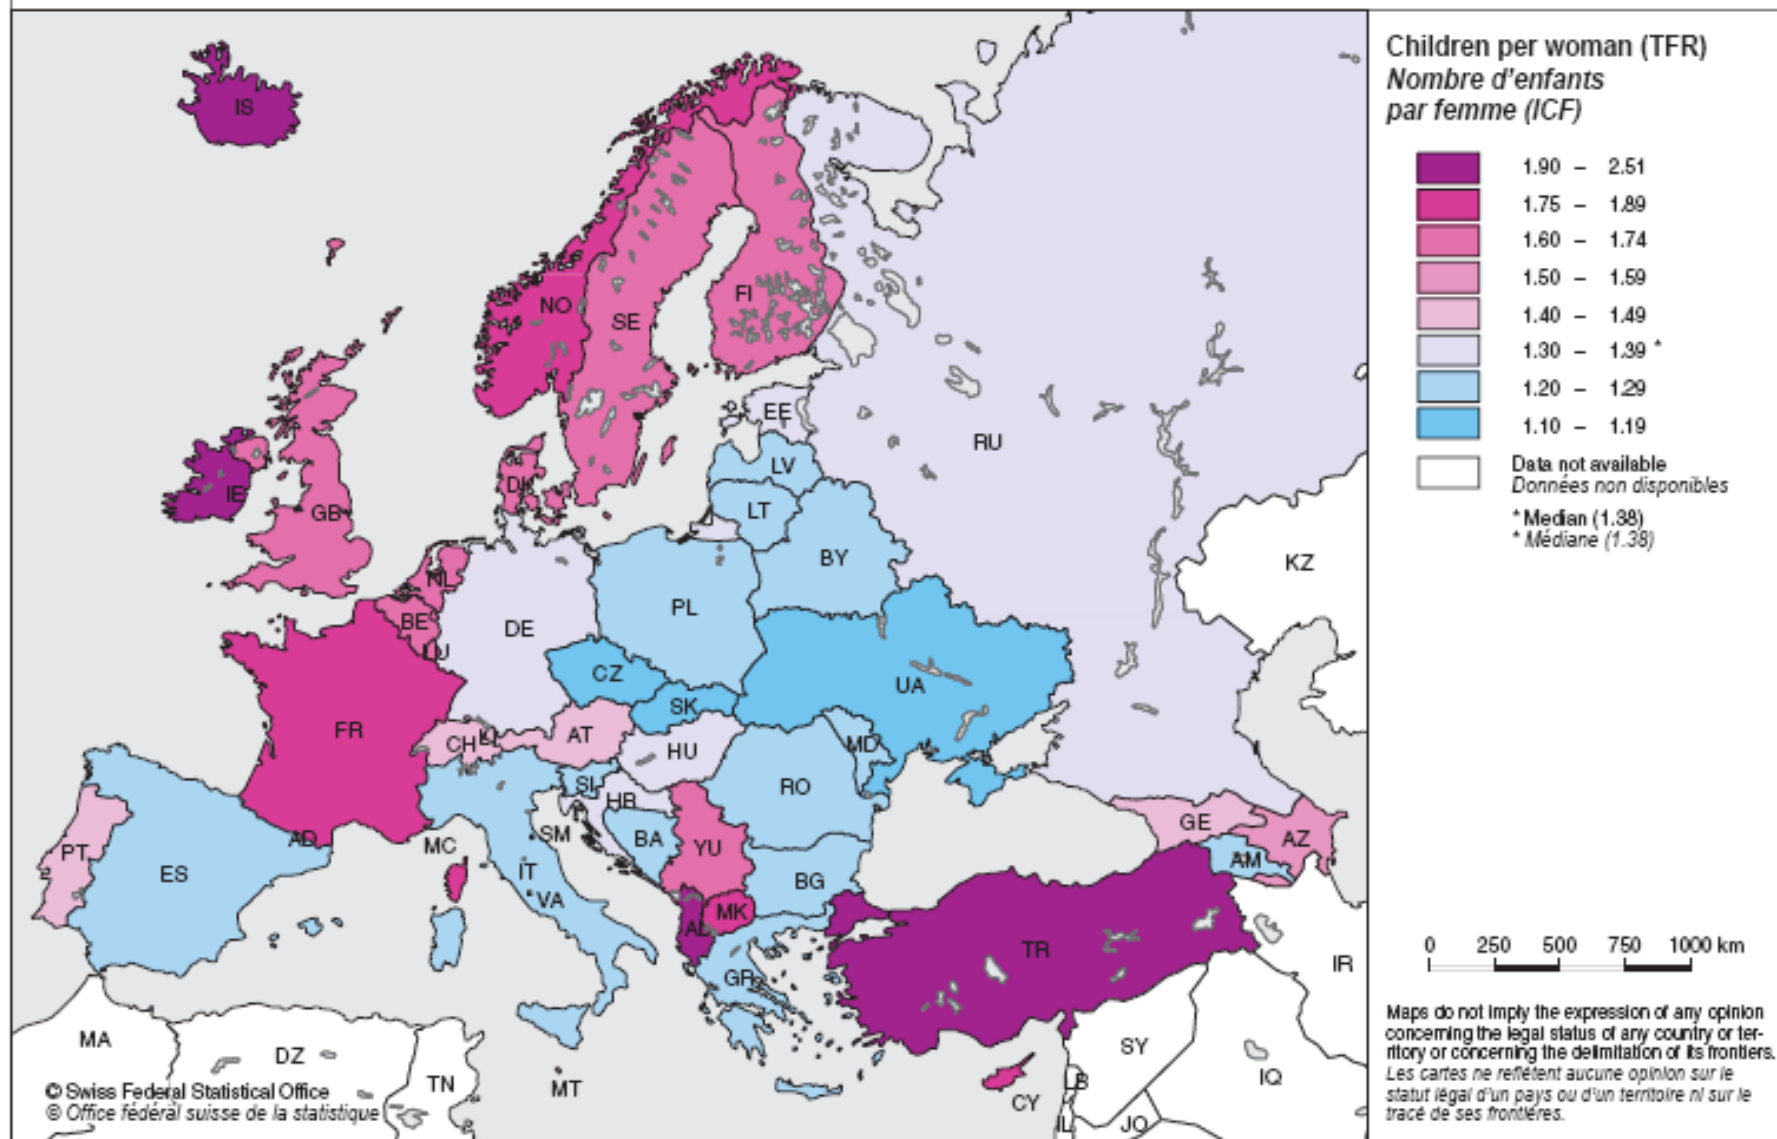 Children per woman (TFR)
Nombre d'enfants
par femme (ICF)
1.90 – 2.51
1.75 – 1.89
1.60 – 1.74
1.50 – 1.59
1.40 – 1.49
1.30 – 1.39 *
1.20 – 1.29
1.10 – 1.19
Data not available
Données non disponibles
* Median (1.38)
* Médiane (1.38)
IS
NO
SE
FI
RU
EE
LV
LT
IE
GB
DK
BY
KZ
NL
BE
LU
DE
PL
CZ
SK
UA
FR
CH
LI
AT
HU
MD
SI
HR
RO
BA
YU
BG
GE
AZ
AM
PT
ES
AD
MC
SM
IT
VA
AL
MK
GR
TR
IR
MA
DZ
TN
MT
CY
SY
LB
IL
JO
IQ
0 250 500 750 1000 km
© Swiss Federal Statistical Office
© Office fédéral suisse de la statistique
Maps do not imply the expression of any opinion
concerning the legal status of any country or ter-
ritory or concerning the delimitation of its frontiers.
Les cartes ne reflètent aucune opinion sur le
statut légal d'un pays ou d'un territoire ni sur le
tracé de ses frontières.